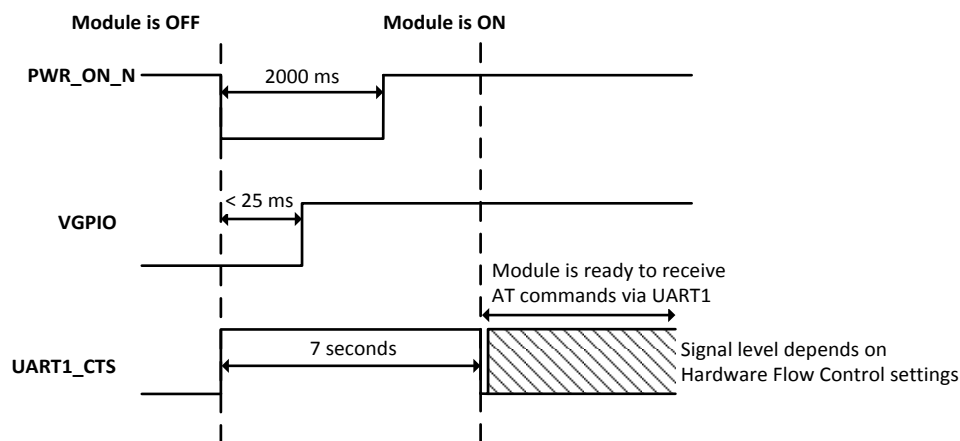 Module is OFF
Module is ON
PWR_ON_N
2000 ms
< 25 ms
VGPIO
Module is ready to receive
AT commands via UART1
UART1_CTS
7 seconds
Signal level depends on
Hardware Flow Control settings